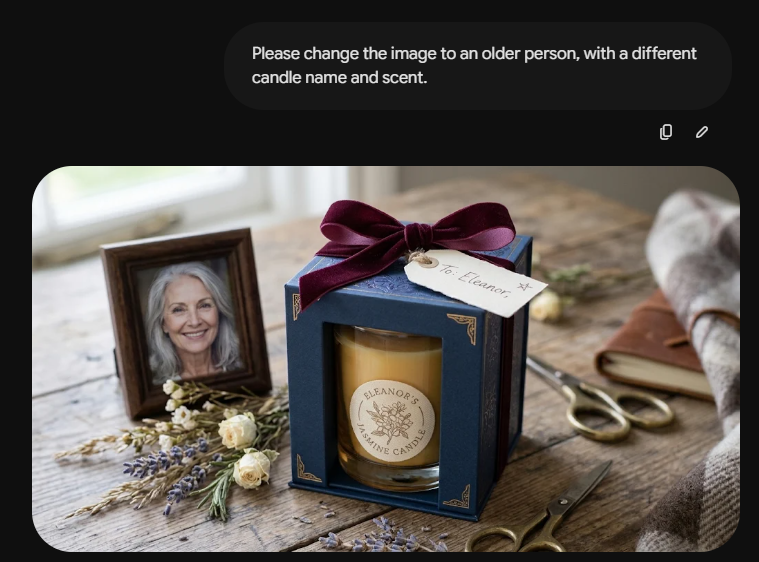 Please change the image to an older person, with a different
candle name and scent.
To: Eleanor,
ELEANOR'S
JASMINE CANDLE